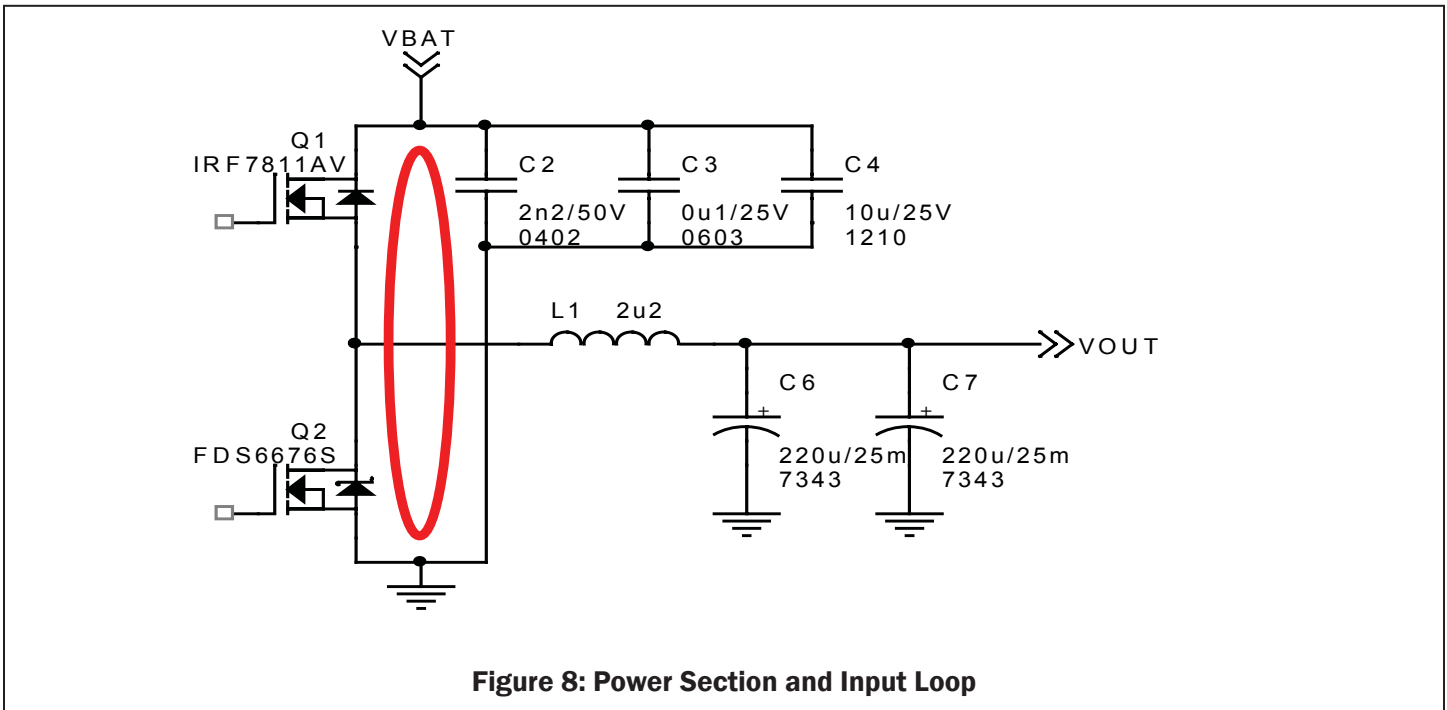 VBAT
Q1
IRF7811AV
C2
2n2/50V
0402
C3
0u1/25V
0603
C4
10u/25V
1210
L1 2u2
VOUT
C6
+
220u/25m
7343
C7
+
220u/25m
7343
Q2
FDS6676S
Figure 8: Power Section and Input Loop